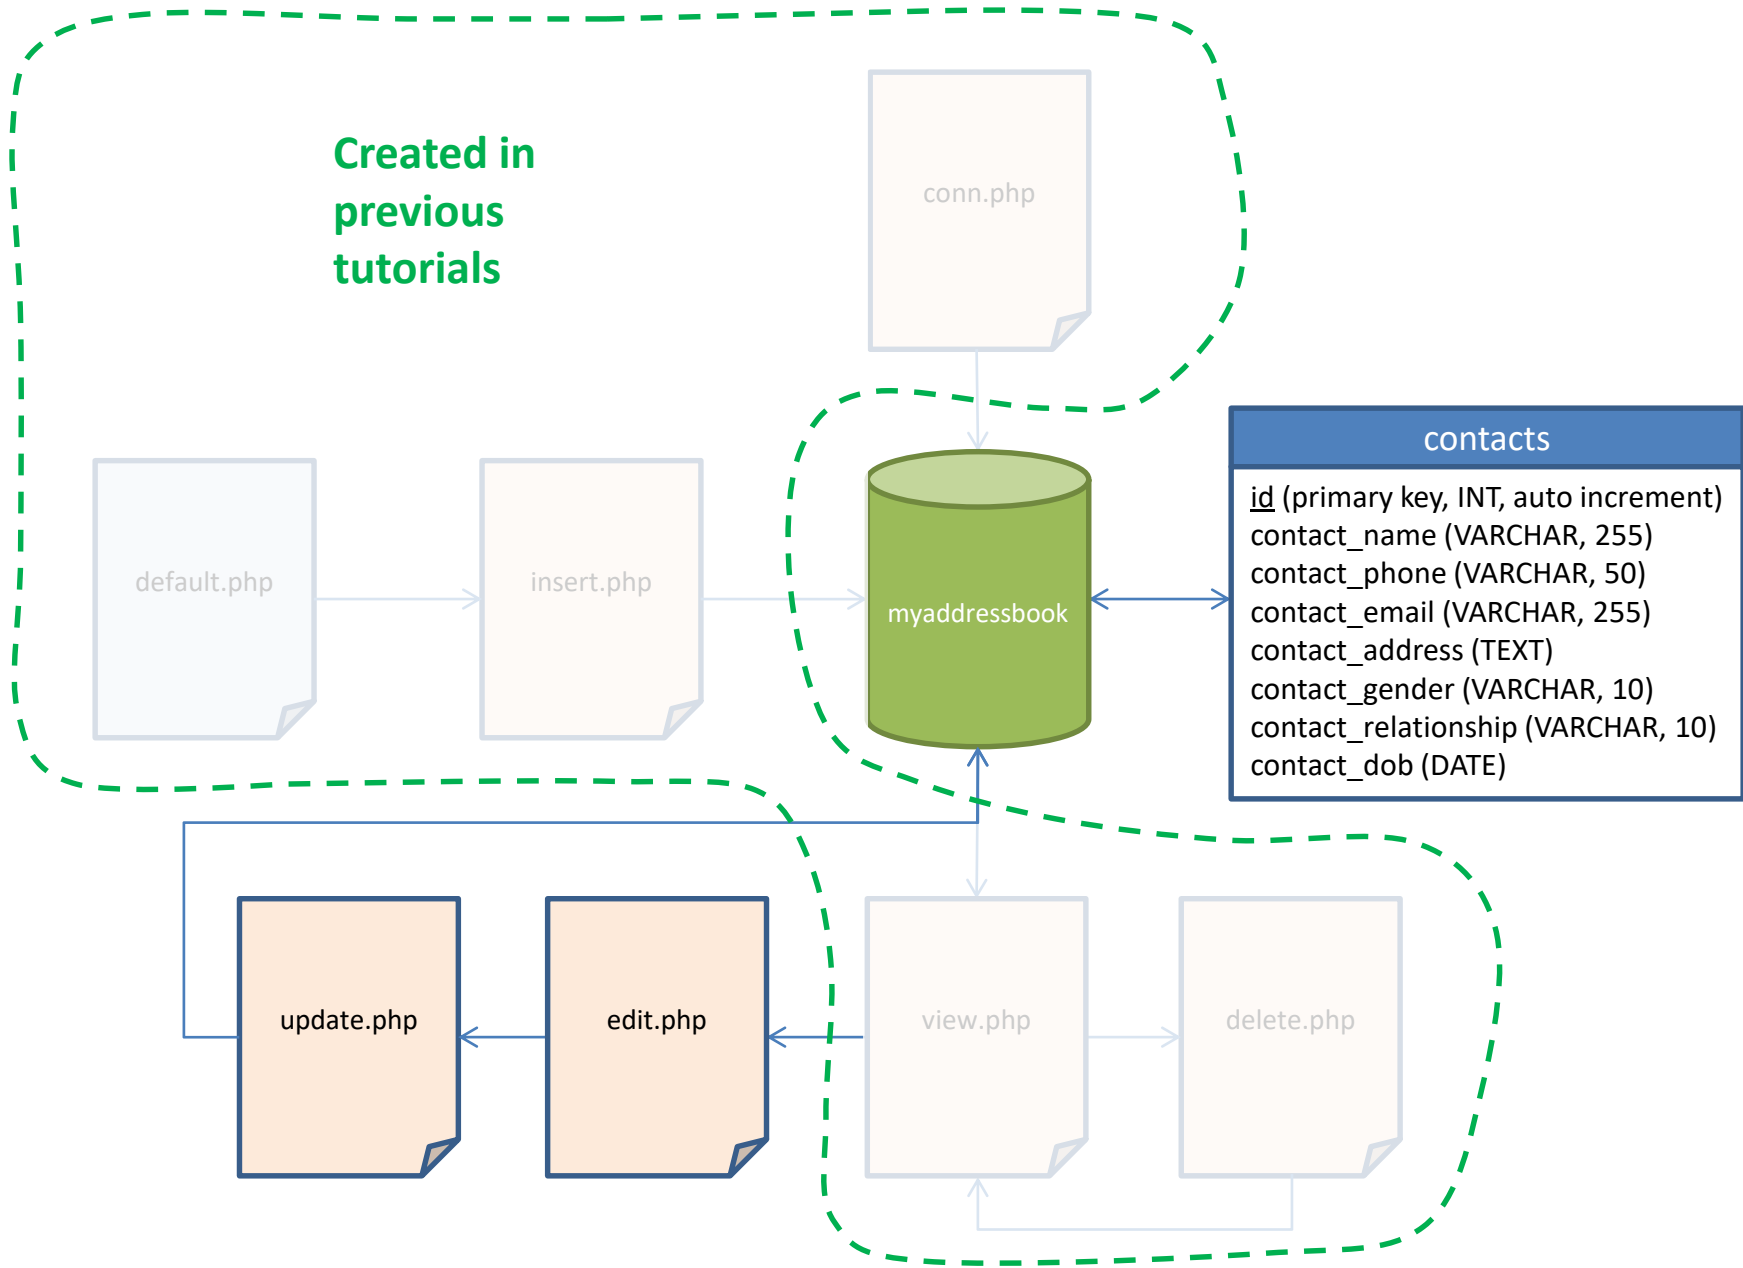 Created in
previous
tutorials
conn.php
default.php
insert.php
myaddressbook
contacts
id (primary key, INT, auto increment)
contact_name (VARCHAR, 255)
contact_phone (VARCHAR, 50)
contact_email (VARCHAR, 255)
contact_address (TEXT)
contact_gender (VARCHAR, 10)
contact_relationship (VARCHAR, 10)
contact_dob (DATE)
update.php
edit.php
view.php
delete.php